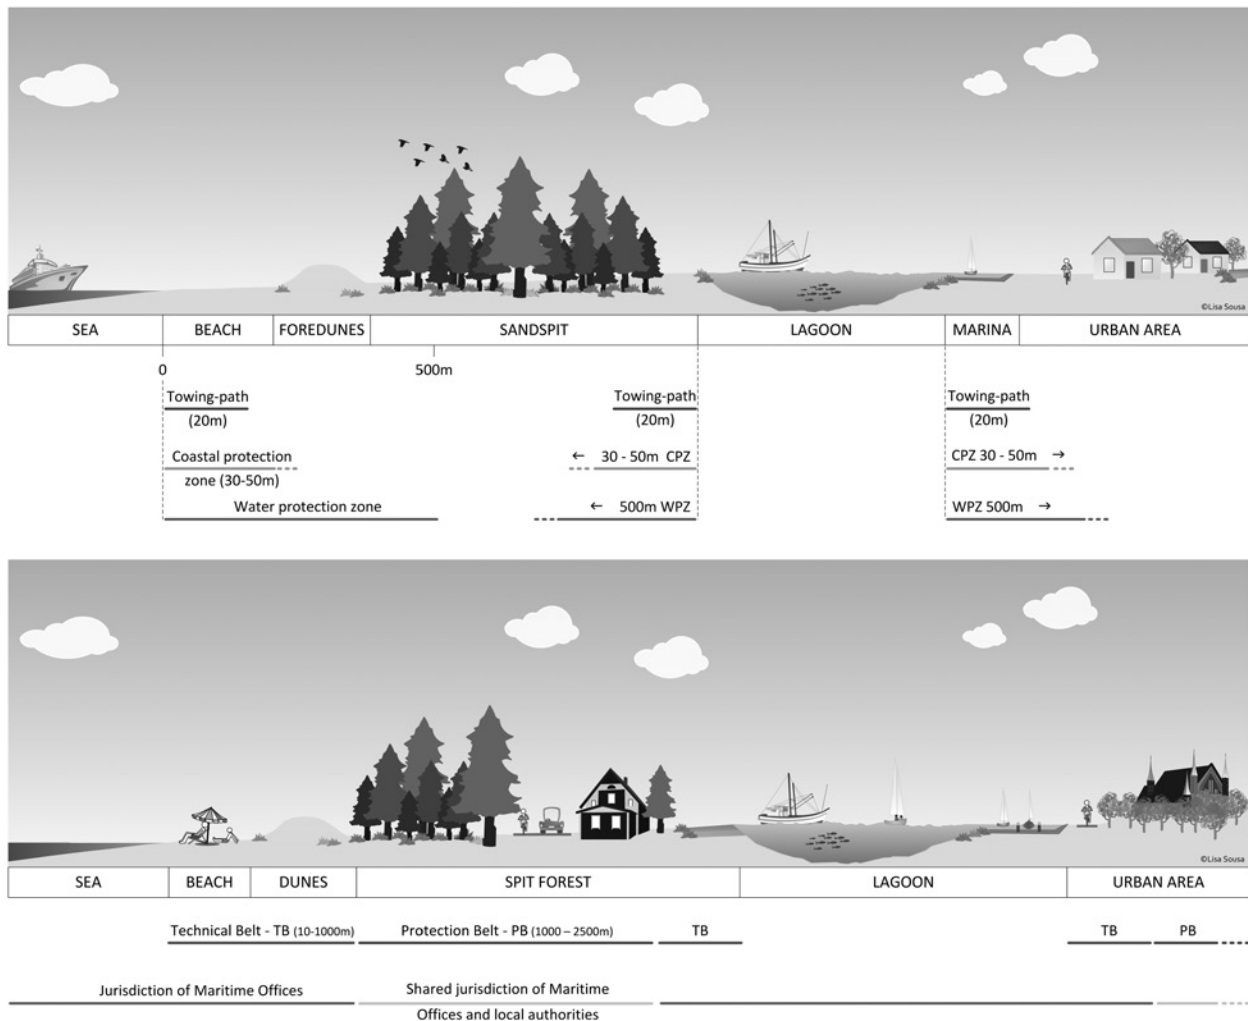 ©Lisa Sousa
SEA BEACH FOREDUNES SANDSPIT LAGOON MARINA URBAN AREA
0 500m
Towing-path Towing-path Towing-path
(20m) (20m) (20m)
Coastal protection ← 30 - 50m CPZ CPZ 30 - 50m →
zone (30-50m)
Water protection zone ← 500m WPZ WPZ 500m →
©Lisa Sousa
SEA BEACH DUNES SPIT FOREST LAGOON URBAN AREA
Technical Belt - TB (10-1000m) Protection Belt - PB (1000 – 2500m) TB TB PB
Jurisdiction of Maritime Offices Shared jurisdiction of Maritime
Offices and local authorities